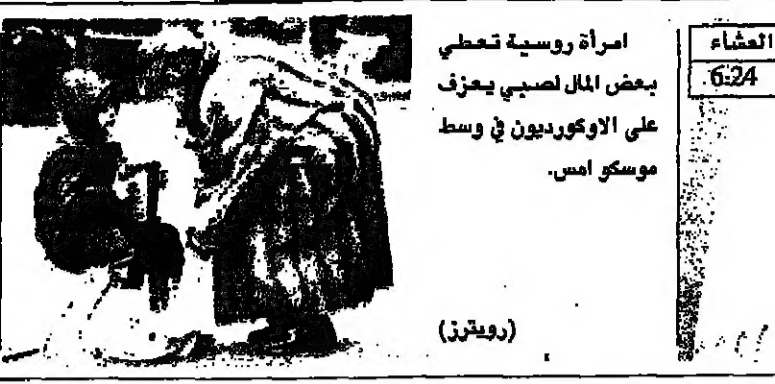 العشاء
6:24
امرأة روسية تعطي
بعض المال لصبي يعزف
على الاوكورديون في وسط
موسكو امس.
(رويترز)